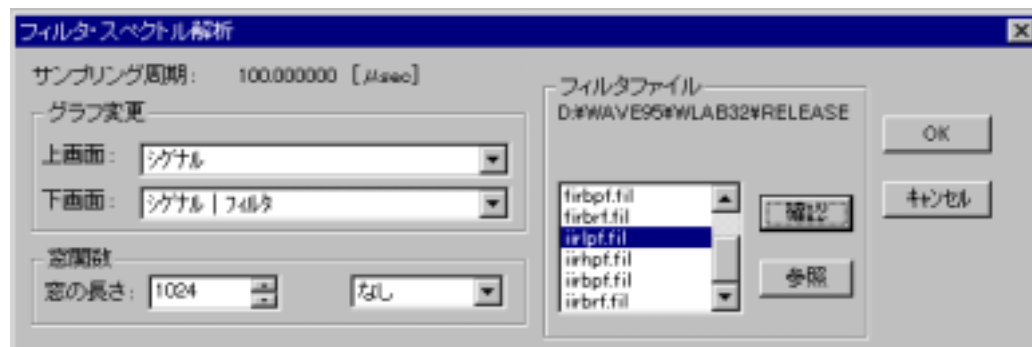 フィルタ・スペクトル解析
サンプリング周期: 100.000000 [μsec]
グラフ変更
上画面: シグナル
下画面: シグナル | フィルタ
窓関数
窓の長さ: 1024 なし
フィルタファイル
D:¥WAVE95¥WLAB32¥RELEASE
firbpf.fil
firbrf.fil
iirlpf.fil
iirhpf.fil
iirbpf.fil
iirbrf.fil
確認
参照
OK
キャンセル